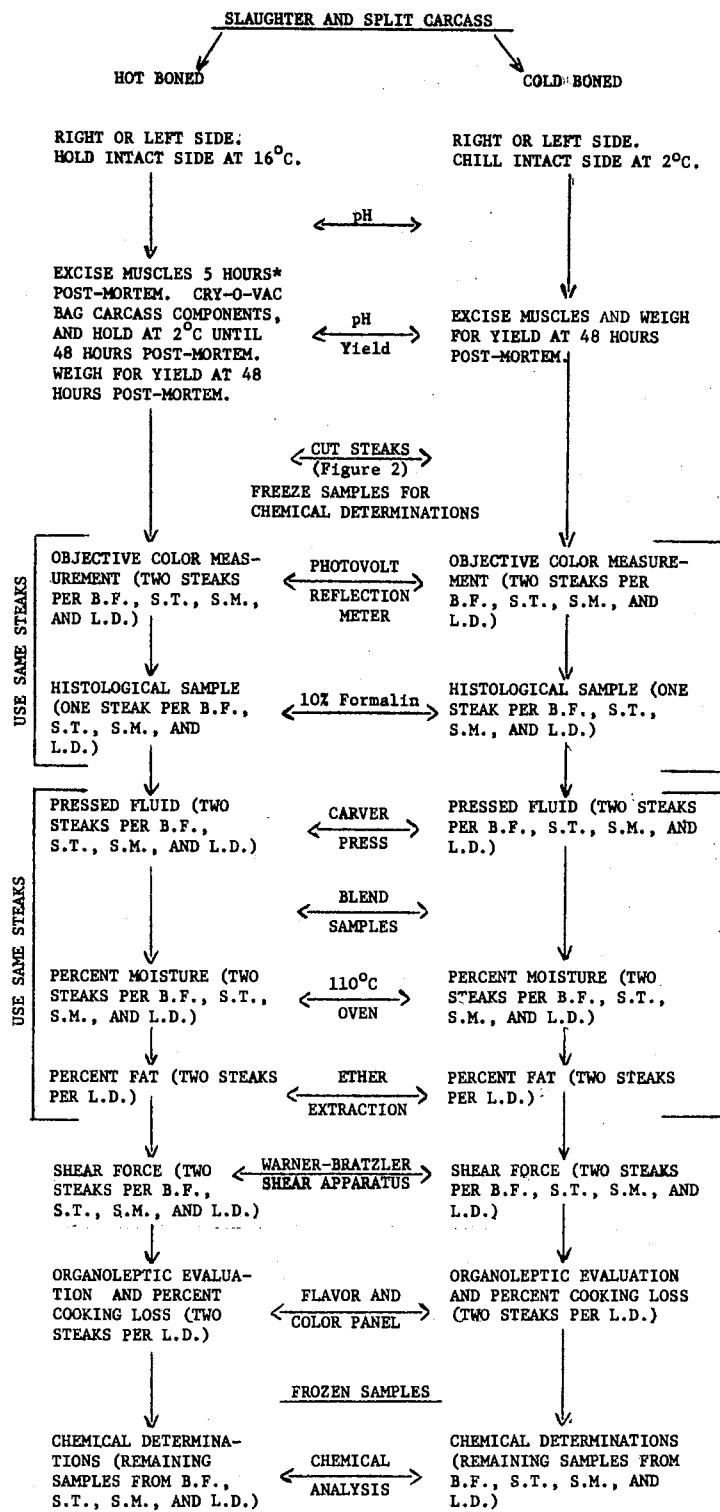 SLAUGHTER AND SPLIT CARCASS
HOT BONED
COLD BONED
RIGHT OR LEFT SIDE.
HOLD INTACT SIDE AT 16°C.
RIGHT OR LEFT SIDE.
CHILL INTACT SIDE AT 2°C.
pH
EXCISE MUSCLES 5 HOURS*
POST-MORTEM. CRY-O-VAC
BAG CARCASS COMPONENTS,
AND HOLD AT 2°C UNTIL
48 HOURS POST-MORTEM.
WEIGH FOR YIELD AT 48
HOURS POST-MORTEM.
pH
Yield
EXCISE MUSCLES AND WEIGH
FOR YIELD AT 48 HOURS
POST-MORTEM.
CUT STEAKS
(Figure 2)
FREEZE SAMPLES FOR
CHEMICAL DETERMINATIONS
USE SAME STEAKS
OBJECTIVE COLOR MEAS-
UREMENT (TWO STEAKS
PER B.F., S.T., S.M.,
AND L.D.)
PHOTOVOLT
REFLECTION
METER
OBJECTIVE COLOR MEASURE-
MENT (TWO STEAKS PER
B.F., S.T., S.M., AND
L.D.)
HISTOLOGICAL SAMPLE
(ONE STEAK PER B.F.,
S.T., S.M., AND
L.D.)
10% Formalin
HISTOLOGICAL SAMPLE (ONE
STEAK PER B.F., S.T.,
S.M., AND L.D.)
USE SAME STEAKS
PRESSED FLUID (TWO
STEAKS PER B.F.,
S.T., S.M., AND L.D.)
CARVER
PRESS
PRESSED FLUID (TWO STEAKS
PER B.F., S.T., S.M., AND
L.D.)
BLEND
SAMPLES
PERCENT MOISTURE (TWO
STEAKS PER B.F., S.T.,
S.M., AND L.D.)
110°C
OVEN
PERCENT MOISTURE (TWO
STEAKS PER B.F., S.T.,
S.M., AND L.D.)
PERCENT FAT (TWO STEAKS
PER L.D.)
ETHER
EXTRACTION
PERCENT FAT (TWO STEAKS
PER L.D.)
SHEAR FORCE (TWO
STEAKS PER B.F.,
S.T., S.M., AND L.D.)
WARNER-BRATZLER
SHEAR APPARATUS
SHEAR FORCE (TWO STEAKS
PER B.F., S.T., S.M., AND
L.D.)
ORGANOLEPTIC EVALUA-
TION AND PERCENT
COOKING LOSS (TWO
STEAKS PER L.D.)
FLAVOR AND
COLOR PANEL
ORGANOLEPTIC EVALUATION
AND PERCENT COOKING LOSS
(TWO STEAKS PER L.D.)
FROZEN SAMPLES
CHEMICAL DETERMINA-
TIONS (REMAINING
SAMPLES FROM B.F.,
S.T., S.M., AND L.D.)
CHEMICAL
ANALYSIS
CHEMICAL DETERMINATIONS
(REMAINING SAMPLES FROM
B.F., S.T., S.M., AND
L.D.)